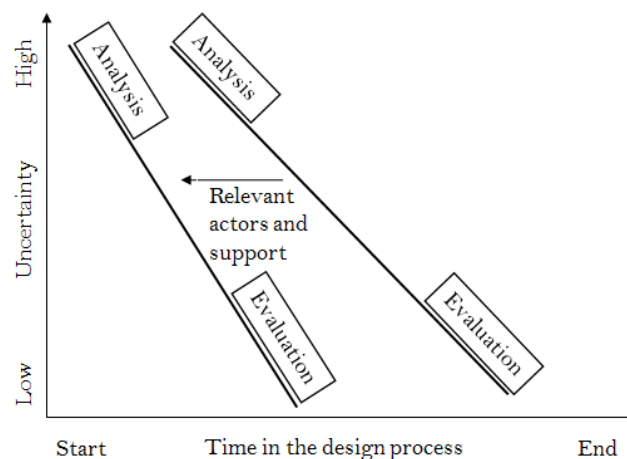 High
Uncertainty
Low
Analysis
Analysis
Relevant
actors and
support
Evaluation
Evaluation
Start
Time in the design process
End